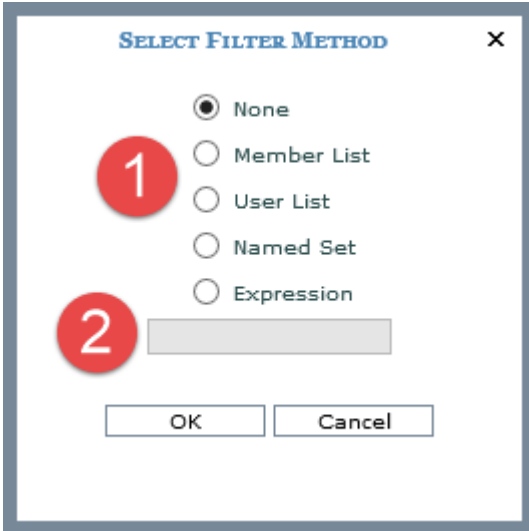 Select Filter Method
None
1
Member List
User List
Named Set
Expression
2
OK Cancel